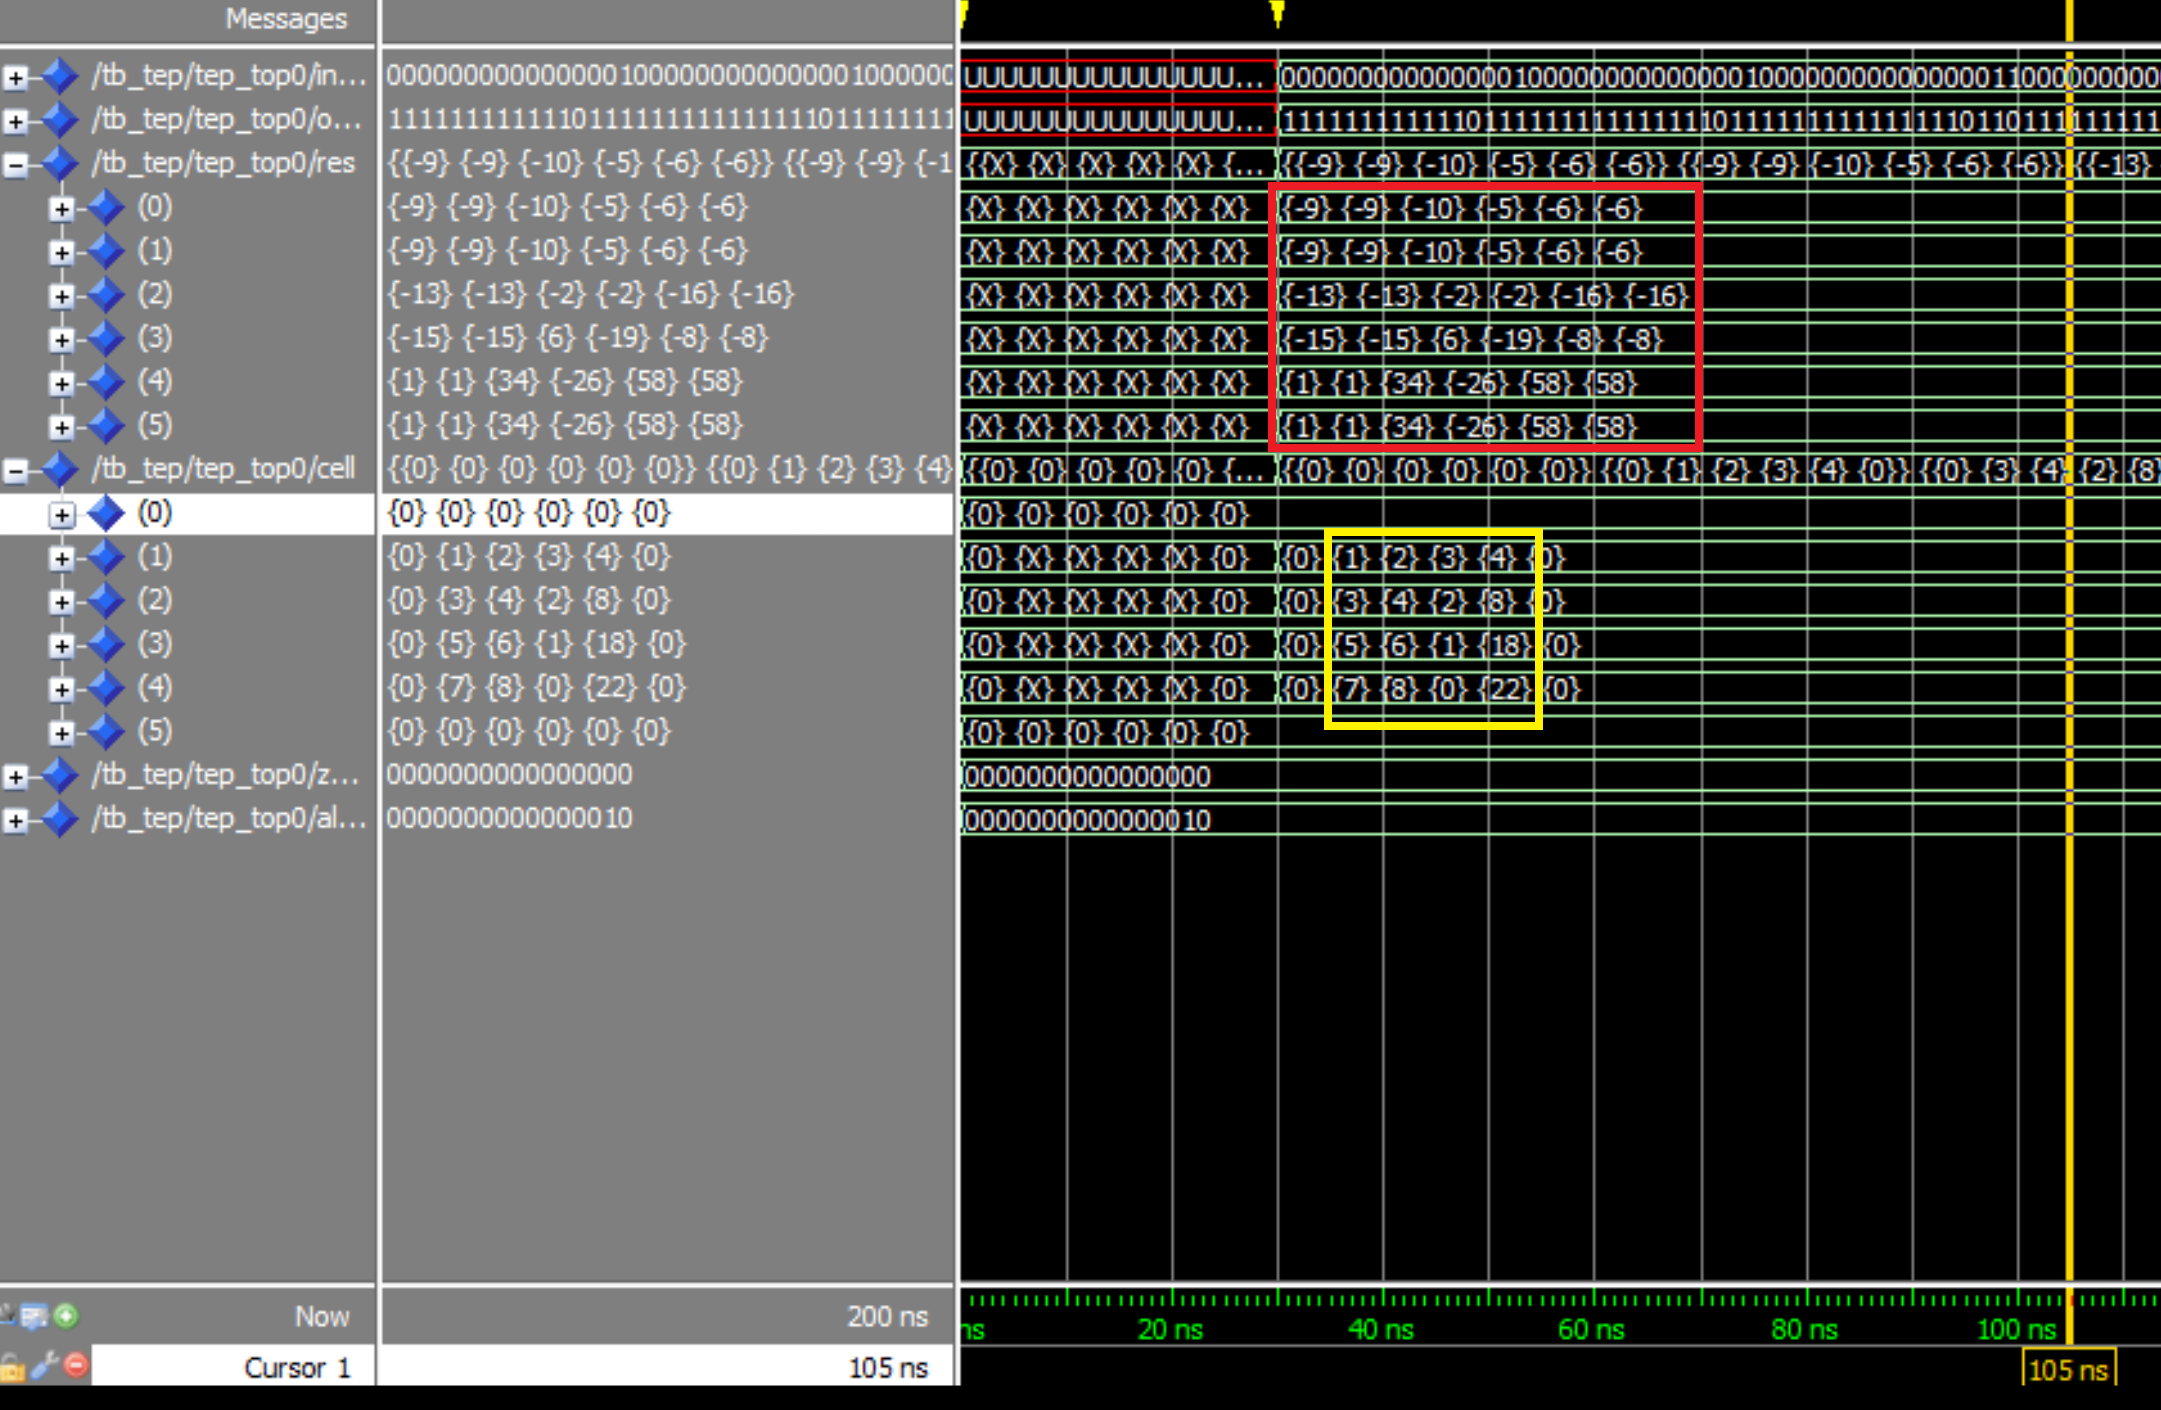 Messages
/tb_tep/tep_top0/in... 00000000000000001000000000000001000000 UUUUUUUUUUUUUUU...
/tb_tep/tep_top0/o... UUUUUUUUUUUUUUU...
/tb_tep/tep_top0/res {{-9} {-9} {-10} {-5} {-6} {-6}} {{-9} {-9} {-1 {{X} {X} {X} {X} {... {{-9} {-9} {-10} {-5} {-6} {-6}} {{-9} {-9} {-10} {-5} {-6} {-6}} {{-13}
(0) {-9} {-9} {-10} {-5} {-6} {-6} {X} {X} {X} {X} {X} {X} {-9} {-9} {-10} {-5} {-6} {-6}
(1) {-9} {-9} {-10} {-5} {-6} {-6} {X} {X} {X} {X} {X} {X} {-9} {-9} {-10} {-5} {-6} {-6}
(2) {-13} {-13} {-2} {-2} {-16} {-16} {X} {X} {X} {X} {X} {X} {-13} {-13} {-2} {-2} {-16} {-16}
(3) {-15} {-15} {6} {-19} {-8} {-8} {X} {X} {X} {X} {X} {X} {-15} {-15} {6} {-19} {-8} {-8}
(4) {1} {1} {34} {-26} {58} {58} {X} {X} {X} {X} {X} {X} {1} {1} {34} {-26} {58} {58}
(5) {1} {1} {34} {-26} {58} {58} {X} {X} {X} {X} {X} {X} {1} {1} {34} {-26} {58} {58}
/tb_tep/tep_top0/cell {{0} {0} {0} {0} {0} {0}} {{0} {1} {2} {3} {4} {{0} {0} {0} {0} {0} {... {{0} {0} {0} {0} {0} {0}} {{0} {1} {2} {3} {4} {0}} {{0} {3} {4} {2} {8}
(0) {0} {0} {0} {0} {0} {0} {0} {0} {0} {0} {0} {0}
(1) {0} {1} {2} {3} {4} {0} {0} {X} {X} {X} {X} {0} {0} {1} {2} {3} {4} {0}
(2) {0} {3} {4} {2} {8} {0} {0} {X} {X} {X} {X} {0} {0} {3} {4} {2} {8} {0}
(3) {0} {5} {6} {1} {18} {0} {0} {X} {X} {X} {X} {0} {0} {5} {6} {1} {18} {0}
(4) {0} {7} {8} {0} {22} {0} {0} {X} {X} {X} {X} {0} {0} {7} {8} {0} {22} {0}
(5) {0} {0} {0} {0} {0} {0} {0} {0} {0} {0} {0} {0}
/tb_tep/tep_top0/z... 0000000000000000 0000000000000000
/tb_tep/tep_top0/al... 0000000000000010 0000000000000010
Now 200 ns ns 20 ns 40 ns 60 ns 80 ns 100 ns
Cursor 1 105 ns 105 ns